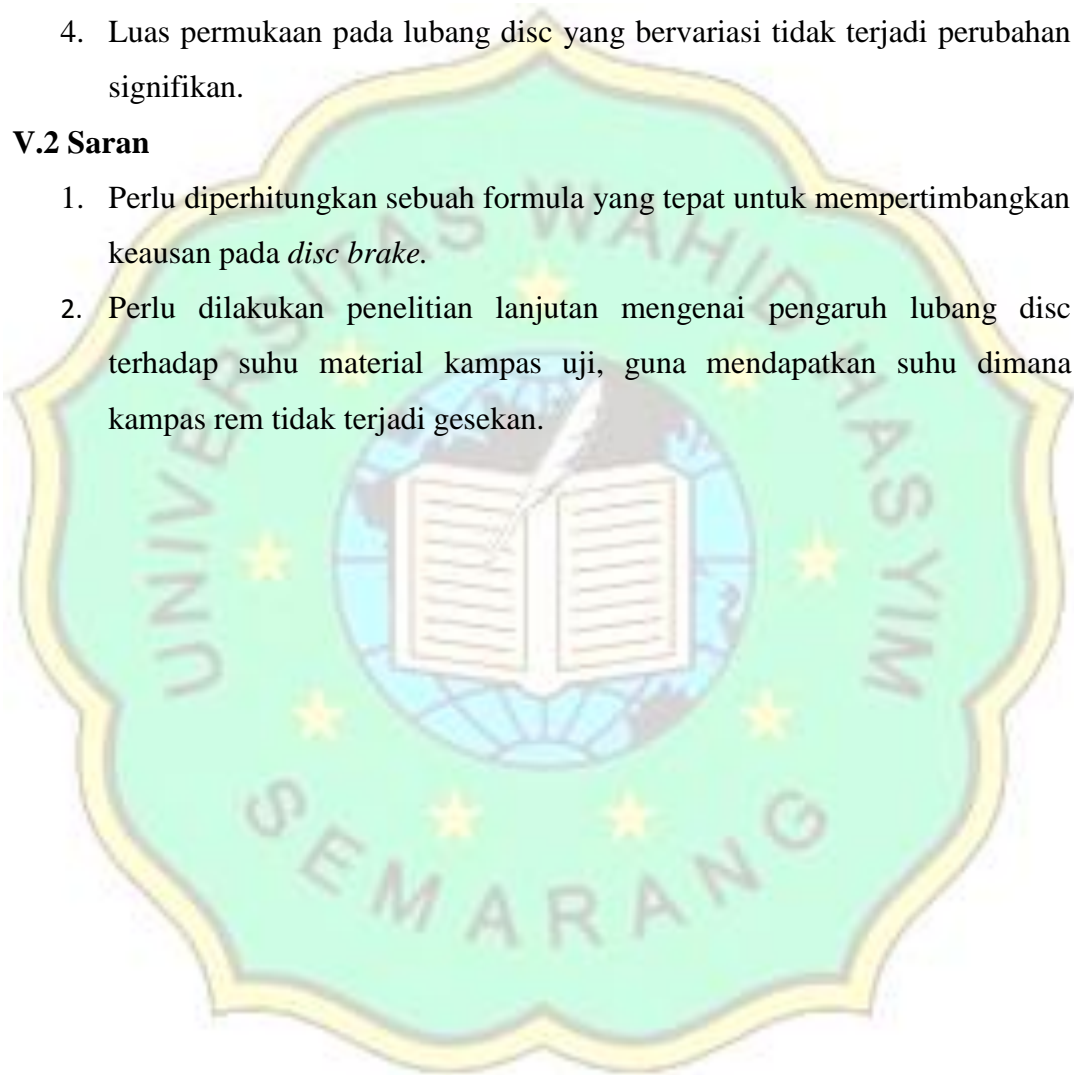 4. Luas permukaan pada lubang disc yang bervariasi tidak terjadi perubahan
signifikan.
V.2 Saran
1. Perlu diperhitungkan sebuah formula yang tepat untuk mempertimbangkan
keausan pada disc brake.
2. Perlu dilakukan penelitian lanjutan mengenai pengaruh lubang disc
terhadap suhu material kampas uji, guna mendapatkan suhu dimana
kampas rem tidak terjadi gesekan.
UNIVERSITAS WAHID HASYIM
SEMARANG